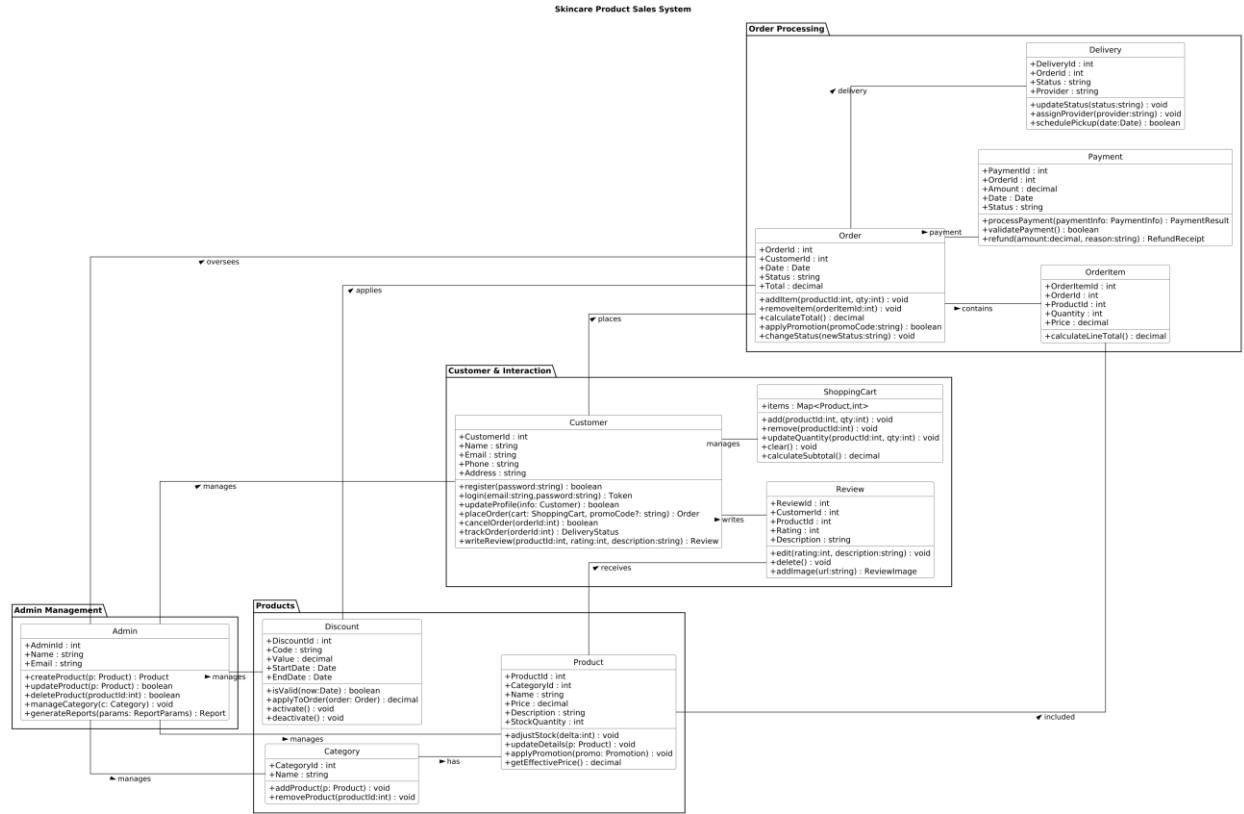 Skincare Product Sales System
Order Processing
Delivery
+DeliveryId : int
+OrderId : int
+Status : string
+Provider : string
+updateStatus(status:string) : void
+assignProvider(provider:string) : void
+schedulePickup(date:Date) : boolean
delivery
Payment
+PaymentId : int
+OrderId : int
+Amount : decimal
+Date : Date
+Status : string
+processPayment(paymentInfo: PaymentInfo) : PaymentResult
+validatePayment() : boolean
+refund(amount:decimal, reason:string) : RefundReceipt
payment
Order
+OrderId : int
+CustomerId : int
+Date : Date
+Status : string
+Total : decimal
+addItem(productId:int, qty:int) : void
+removeItem(orderItemId:int) : void
+calculateTotal() : decimal
+applyPromotion(promoCode:string) : boolean
+changeStatus(newStatus:string) : void
OrderItem
+OrderItemId : int
+OrderId : int
+ProductId : int
+Quantity : int
+Price : decimal
+calculateLineTotal() : decimal
contains
oversees
applies
places
Customer & Interaction
ShoppingCart
+items : Map<Product,int>
+add(productId:int, qty:int) : void
+remove(productId:int) : void
+updateQuantity(productId:int, qty:int) : void
+clear() : void
+calculateSubtotal() : decimal
Customer
+CustomerId : int
+Name : string
+Email : string
+Phone : string
+Address : string
+register(password:string) : boolean
+login(email:string,password:string) : Token
+updateProfile(info: Customer) : boolean
+placeOrder(cart: ShoppingCart, promoCode?: string) : Order
+cancelOrder(orderId:int) : boolean
+trackOrder(orderId:int) : DeliveryStatus
+writeReview(productId:int, rating:int, description:string) : Review
manages
manages
writes
Review
+ReviewId : int
+CustomerId : int
+ProductId : int
+Rating : int
+Description : string
+edit(rating:int, description:string) : void
+delete() : void
+addImage(url:string) : ReviewImage
receives
Admin Management
Admin
+AdminId : int
+Name : string
+Email : string
+createProduct(p: Product) : Product
+updateProduct(p: Product) : boolean
+deleteProduct(productId:int) : boolean
+manageCategory(c: Category) : void
+generateReports(params: ReportParams) : Report
manages
Products
Discount
+DiscountId : int
+Code : string
+Value : decimal
+StartDate : Date
+EndDate : Date
+isValid(now:Date) : boolean
+applyToOrder(order: Order) : decimal
+activate() : void
+deactivate() : void
Product
+ProductId : int
+CategoryId : int
+Name : string
+Price : decimal
+Description : string
+StockQuantity : int
+adjustStock(delta:int) : void
+updateDetails(p: Product) : void
+applyPromotion(promo: Promotion) : void
+getEffectivePrice() : decimal
included
manages
Category
+CategoryId : int
+Name : string
+addProduct(p: Product) : void
+removeProduct(productId:int) : void
has
manages